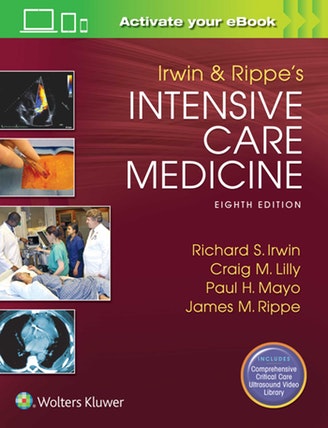 Activate your eBook
Irwin & Rippe's
INTENSIVE
CARE
MEDICINE
EIGHTH EDITION
Richard S. Irwin
Craig M. Lilly
Paul H. Mayo
James M. Rippe
INCLUDES
Comprehensive
Critical Care
Ultrasound Video
Library
Wolters Kluwer